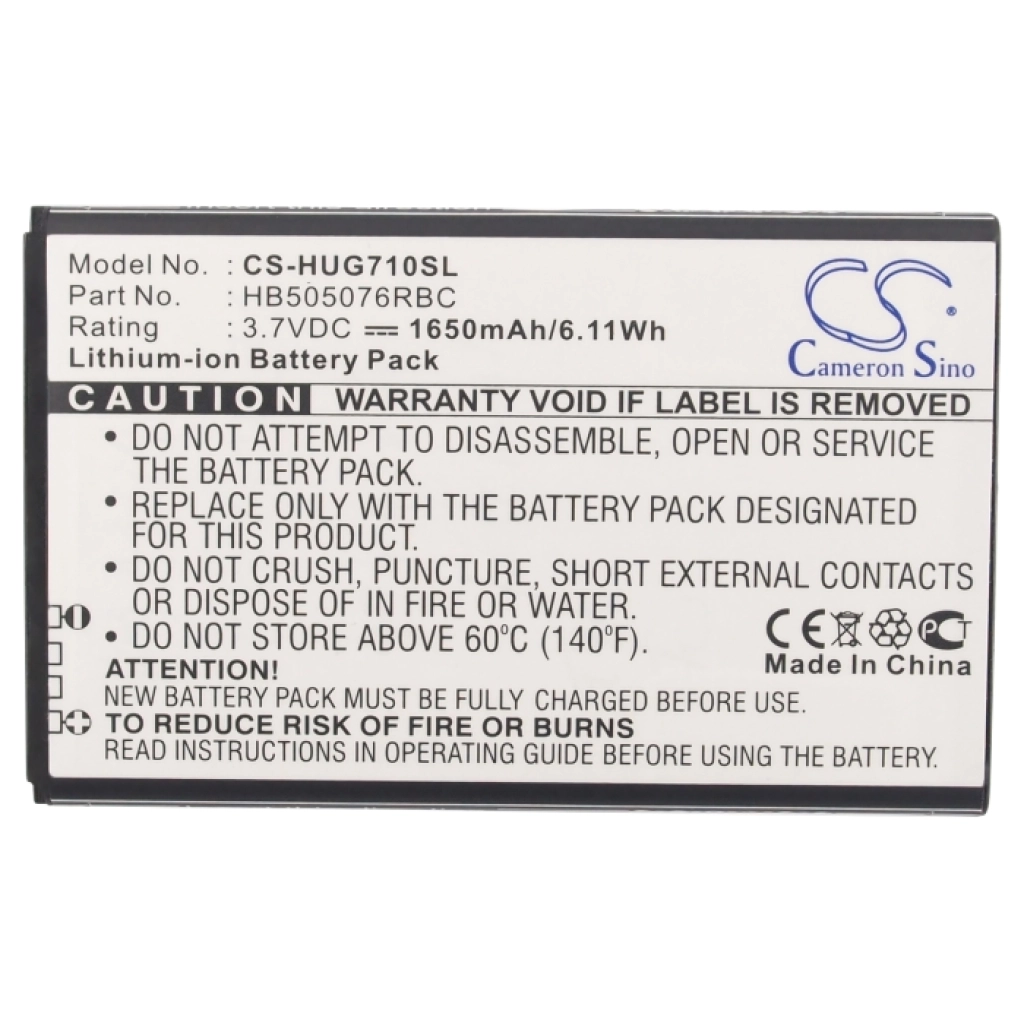 Model No. : CS-HUG710SL
Part No. : HB505076RBC
Rating : 3.7VDC 1650mAh/6.11Wh
Lithium-ion Battery Pack
CS ®
Cameron Sino
CAUTION WARRANTY VOID IF LABEL IS REMOVED
• DO NOT ATTEMPT TO DISASSEMBLE, OPEN OR SERVICE
THE BATTERY PACK.
• REPLACE ONLY WITH THE BATTERY PACK DESIGNATED
FOR THIS PRODUCT.
• DO NOT CRUSH, PUNCTURE, SHORT EXTERNAL CONTACTS
OR DISPOSE OF IN FIRE OR WATER.
• DO NOT STORE ABOVE 60°C (140°F).
CE PCT
Made In China
ATTENTION!
NEW BATTERY PACK MUST BE FULLY CHARGED BEFORE USE.
TO REDUCE RISK OF FIRE OR BURNS
READ INSTRUCTIONS IN OPERATING GUIDE BEFORE USING THE BATTERY.